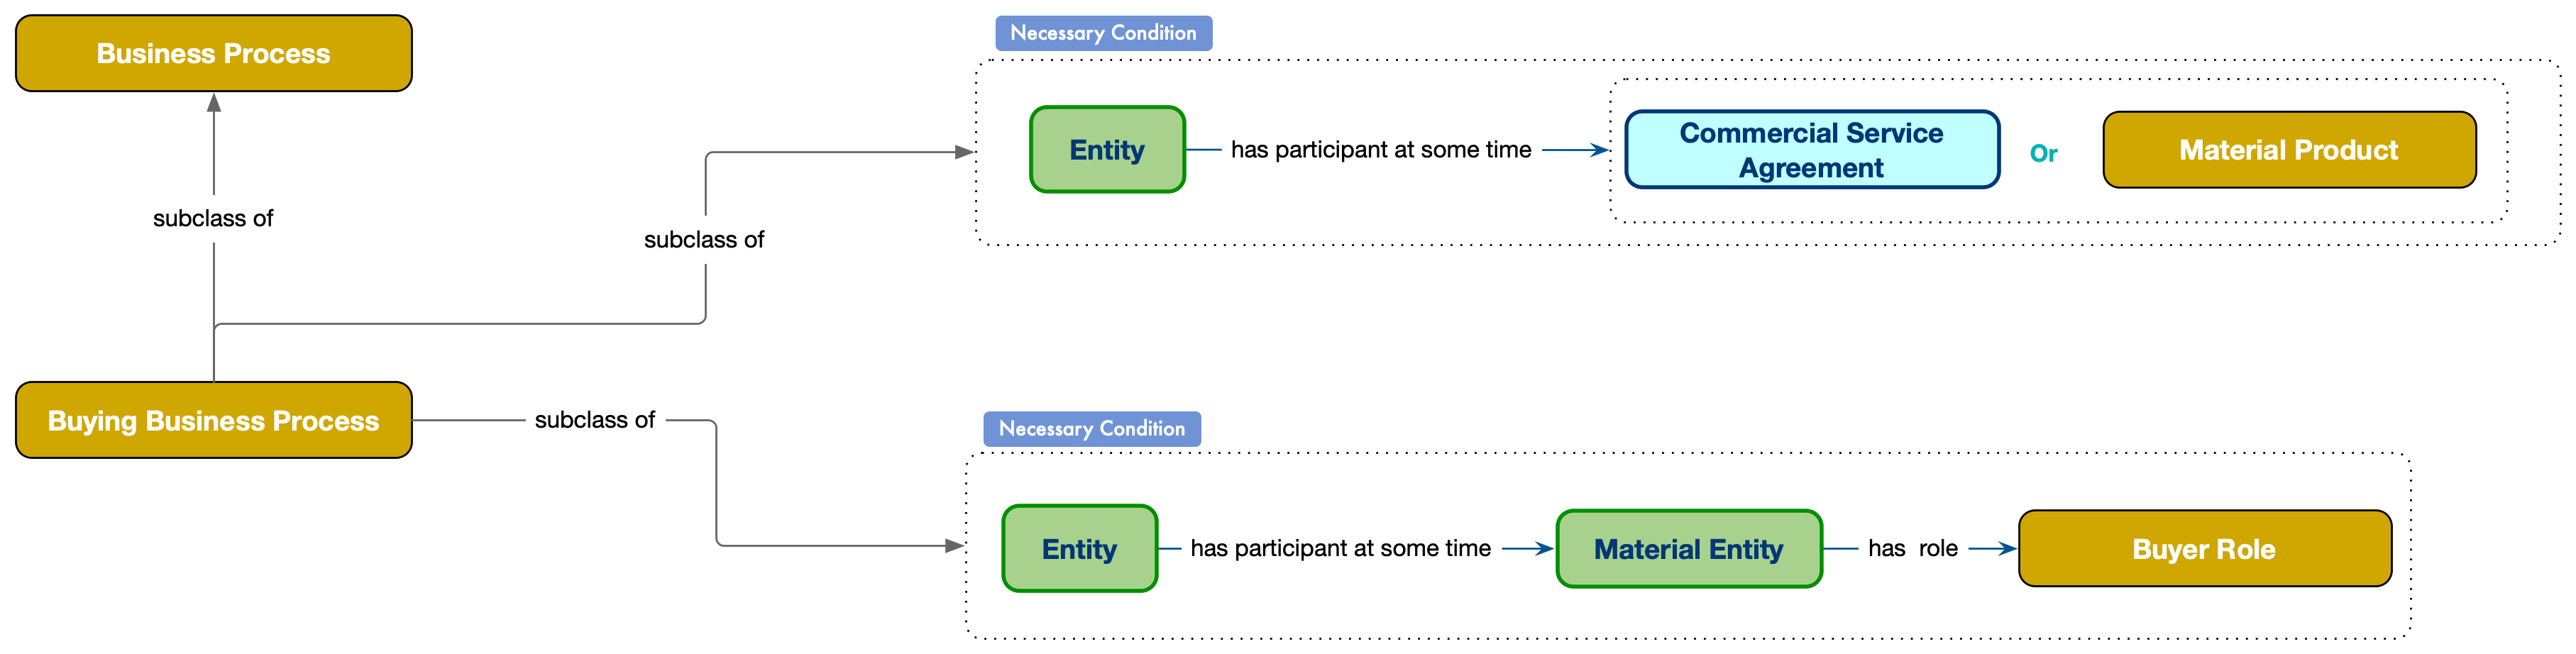 Necessary Condition
Business Process
Entity
has participant at some time
Commercial Service
Agreement
Or
Material Product
subclass of
subclass of
Necessary Condition
Buying Business Process
subclass of
Entity
has participant at some time
Material Entity
has role
Buyer Role